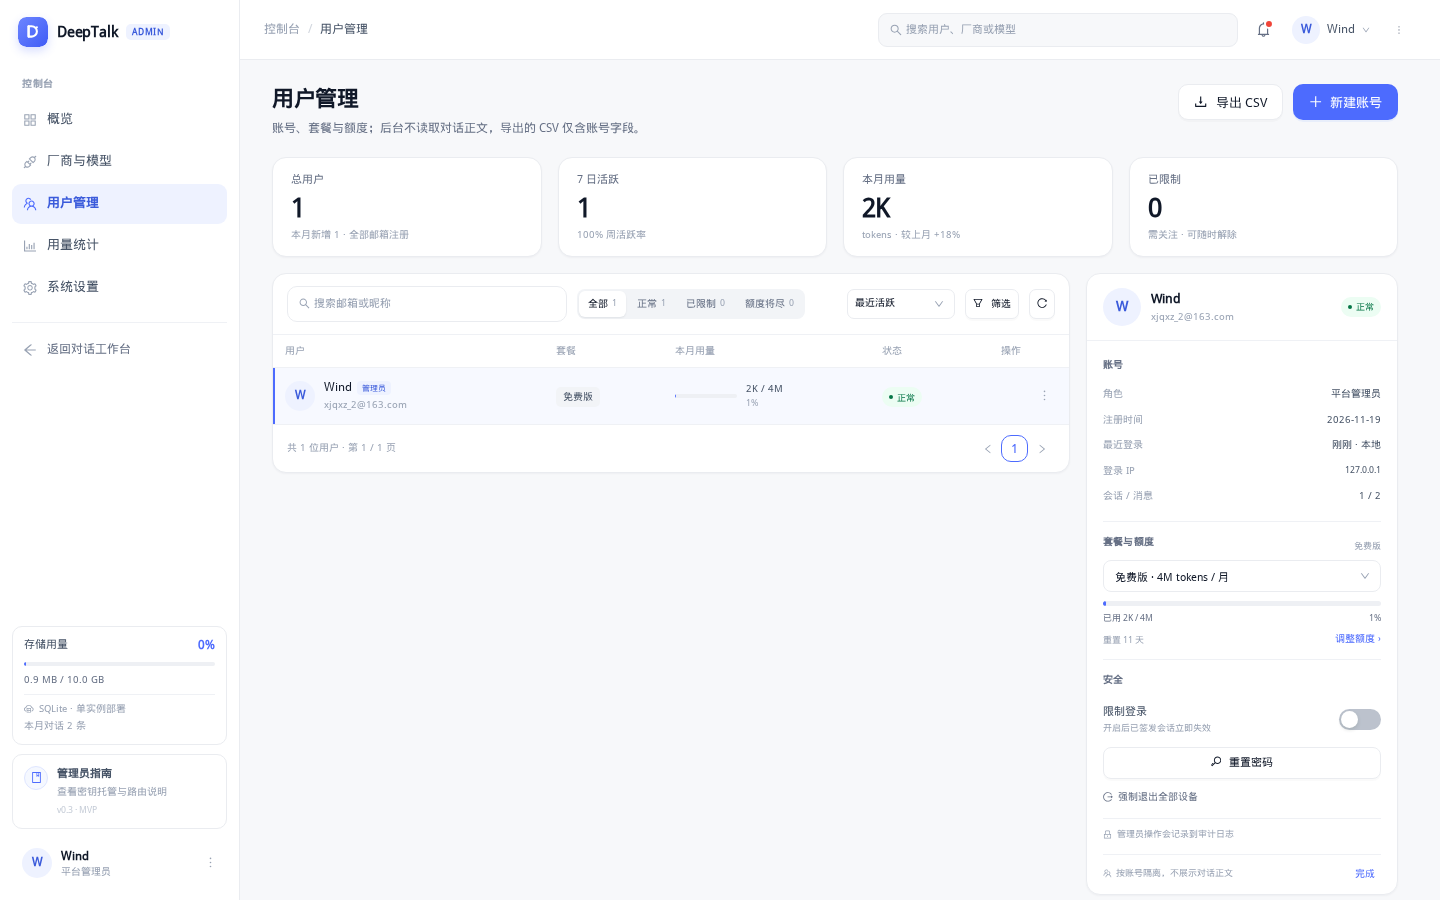 DeepTalk ADMIN
控制台
概览
厂商与模型
用户管理
用量统计
系统设置
返回对话工作台
存储用量 0%
0.9 MB / 10.0 GB
SQLite · 单实例部署
本月对话 2 条
管理员指南
查看密钥托管与路由说明
v0.3 · MVP
W Wind
平台管理员
控制台 / 用户管理
搜索用户、厂商或模型
W Wind
用户管理
账号、套餐与额度；后台不读取对话正文，导出的 CSV 仅含账号字段。
导出 CSV
新建账号
总用户
1
本月新增 1 · 全部邮箱注册
7 日活跃
1
100% 周活跃率
本月用量
2K
tokens · 较上月 +18%
已限制
0
需关注 · 可随时解除
搜索邮箱或昵称
全部 1 正常 1 已限制 0 额度将尽 0
最近活跃
筛选
用户 套餐 本月用量 状态 操作
W Wind 管理员
xjqxz_2@163.com
免费版
2K / 4M
1%
正常
共 1 位用户 · 第 1 / 1 页
1
W Wind
xjqxz_2@163.com
正常
账号
角色 平台管理员
注册时间 2026-11-19
最近登录 刚刚 · 本地
登录 IP 127.0.0.1
会话 / 消息 1 / 2
套餐与额度 免费版
免费版 · 4M tokens / 月
已用 2K / 4M 1%
重置 11 天 调整额度 ›
安全
限制登录
开启后已签发会话立即失效
重置密码
强制退出全部设备
管理员操作会记录到审计日志
按账号隔离，不展示对话正文 完成